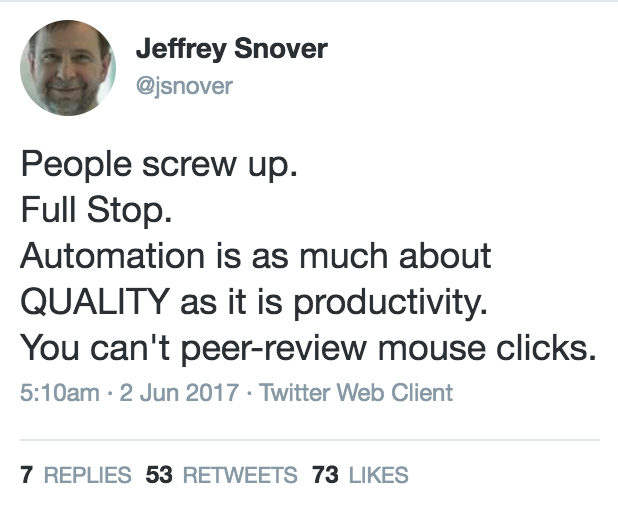 Jeffrey Snover
@jsnover
People screw up.
Full Stop.
Automation is as much about
QUALITY as it is productivity.
You can't peer-review mouse clicks.
5:10am · 2 Jun 2017 · Twitter Web Client
7 REPLIES 53 RETWEETS 73 LIKES